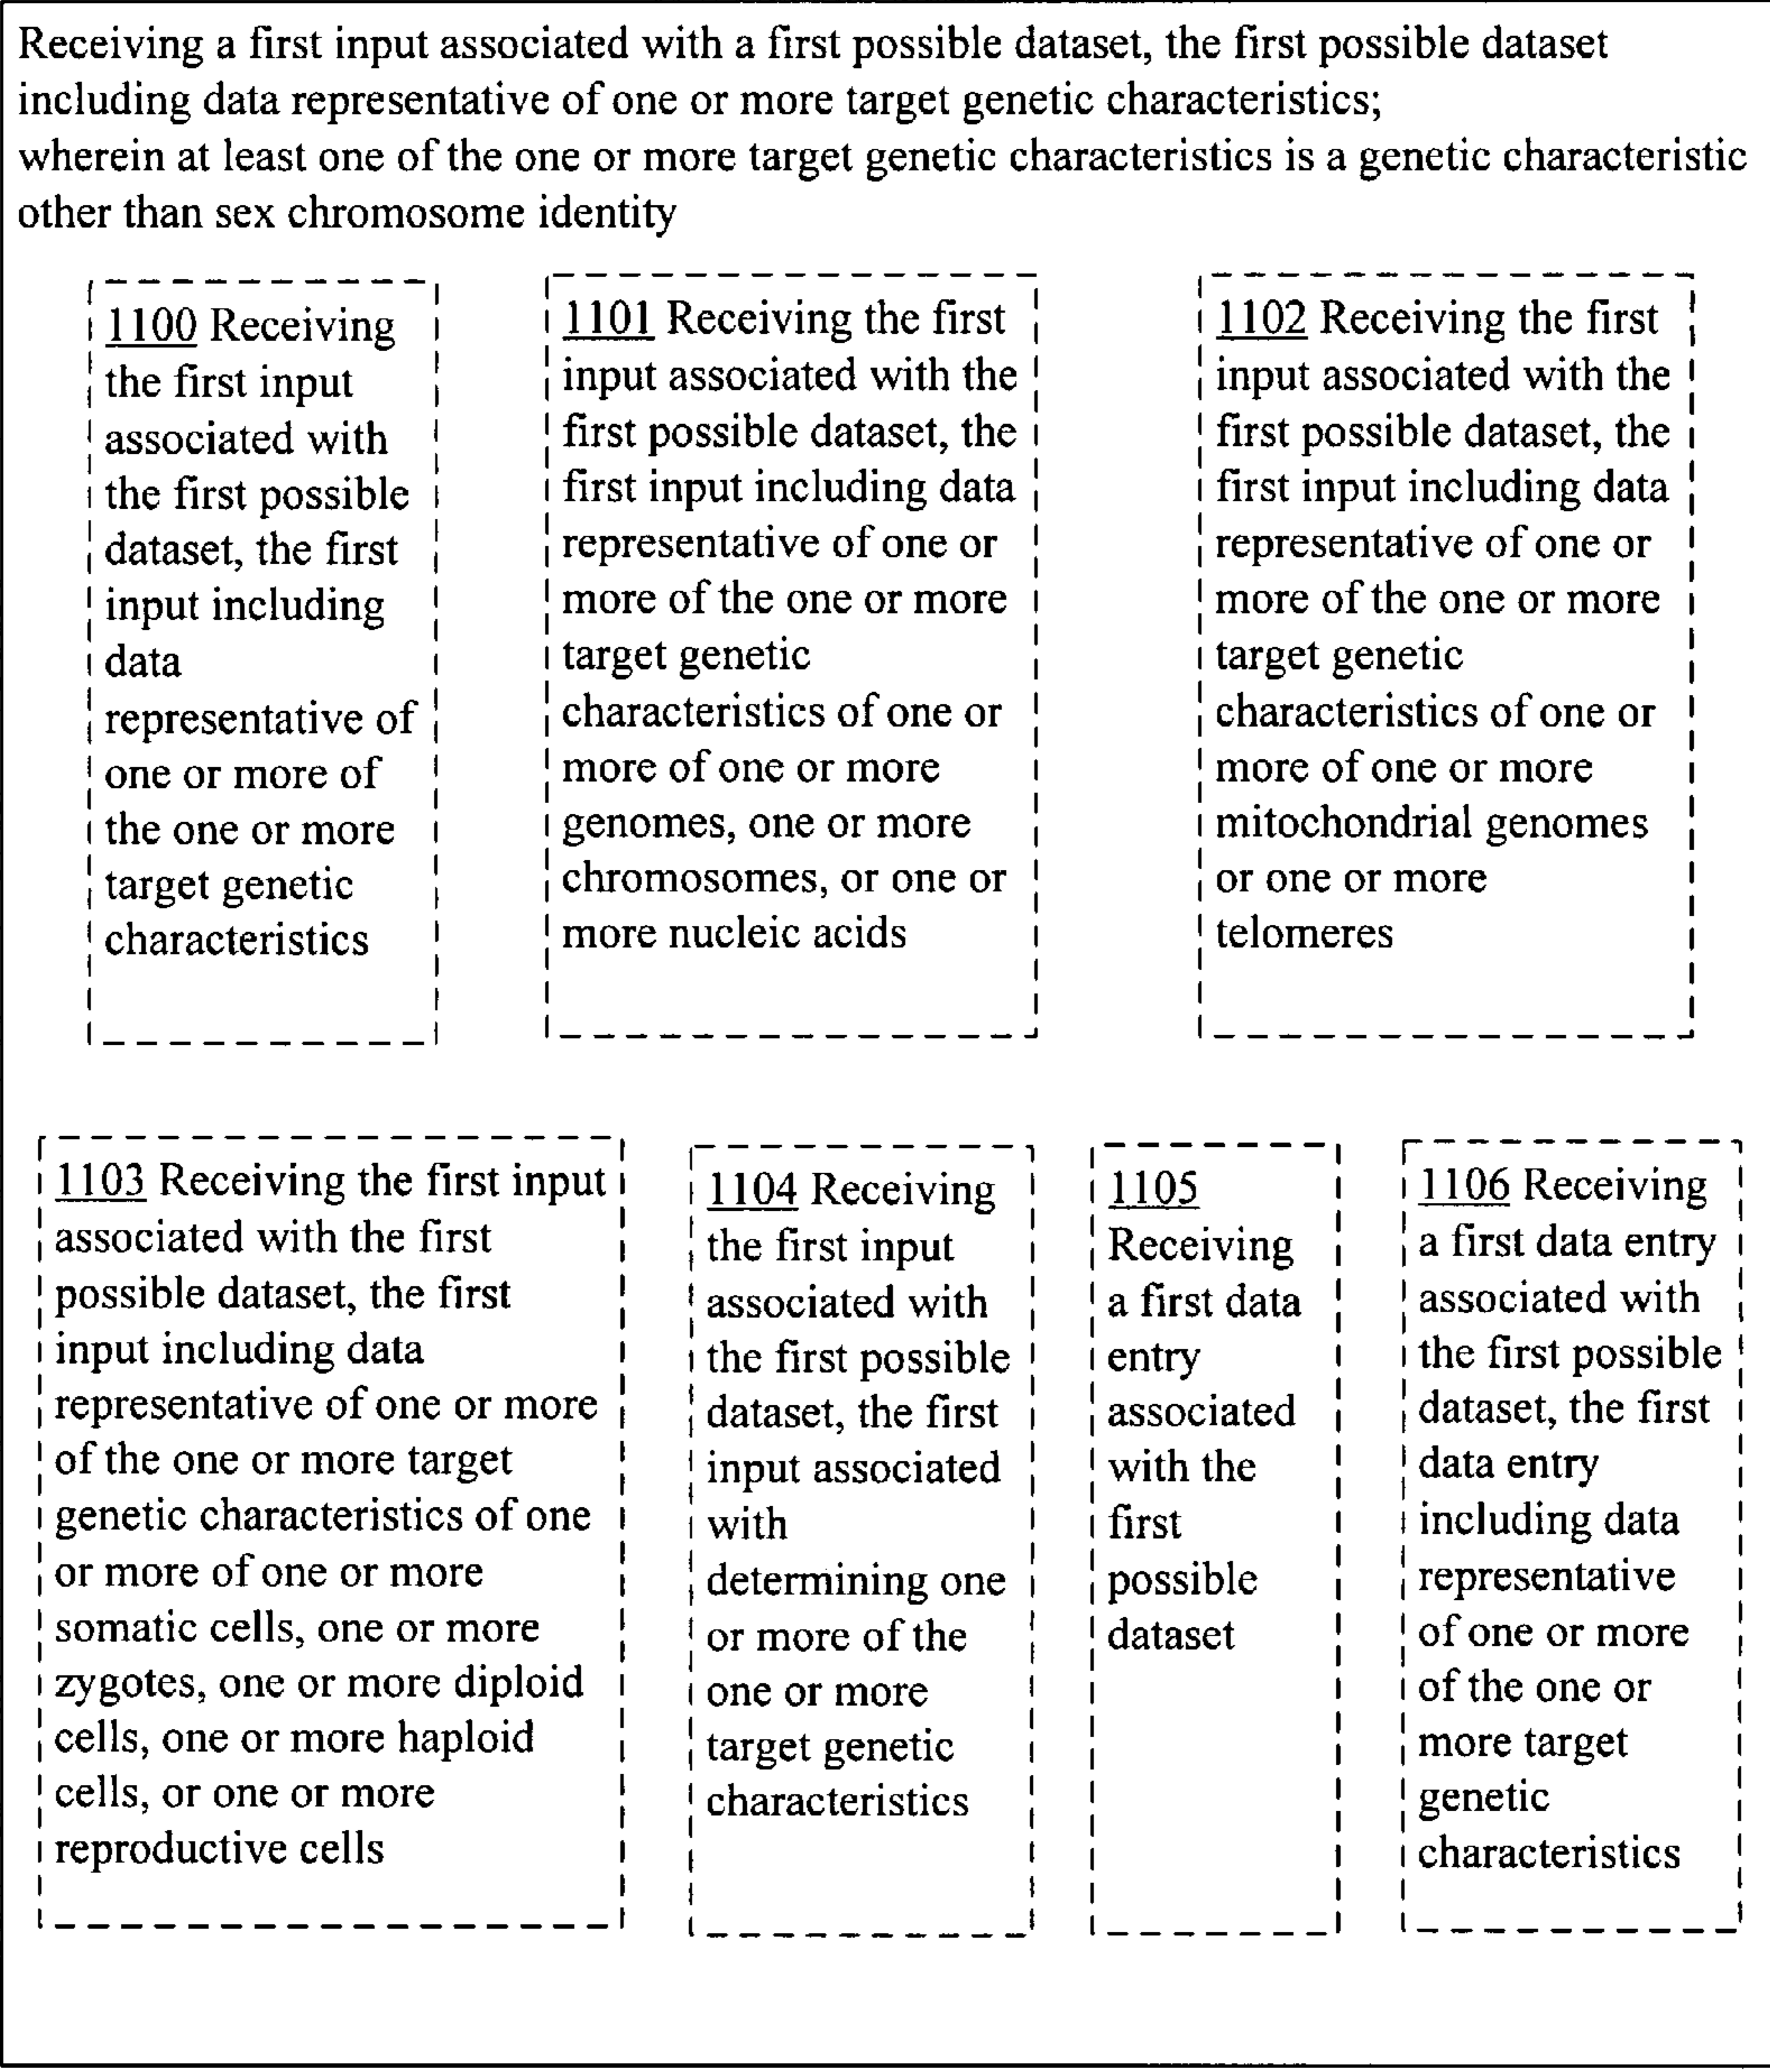 Receiving a first input associated with a first possible dataset, the first possible dataset
including data representative of one or more target genetic characteristics;
wherein at least one of the one or more target genetic characteristics is a genetic characteristic
other than sex chromosome identity
1100 Receiving
the first input
associated with
the first possible
dataset, the first
input including
data
representative of
one or more of
the one or more
target genetic
characteristics
1101 Receiving the first
input associated with the
first possible dataset, the
first input including data
representative of one or
more of the one or more
target genetic
characteristics of one or
more of one or more
genomes, one or more
chromosomes, or one or
more nucleic acids
1102 Receiving the first
input associated with the
first possible dataset, the
first input including data
representative of one or
more of the one or more
target genetic
characteristics of one or
more of one or more
mitochondrial genomes
or one or more
telomeres
1103 Receiving the first input
associated with the first
possible dataset, the first
input including data
representative of one or more
of the one or more target
genetic characteristics of one
or more of one or more
somatic cells, one or more
zygotes, one or more diploid
cells, one or more haploid
cells, or one or more
reproductive cells
1104 Receiving
the first input
associated with
the first possible
dataset, the first
input associated
with
determining one
or more of the
one or more
target genetic
characteristics
1105
Receiving
a first data
entry
associated
with the
first
possible
dataset
1106 Receiving
a first data entry
associated with
the first possible
dataset, the first
data entry
including data
representative
of one or more
of the one or
more target
genetic
characteristics